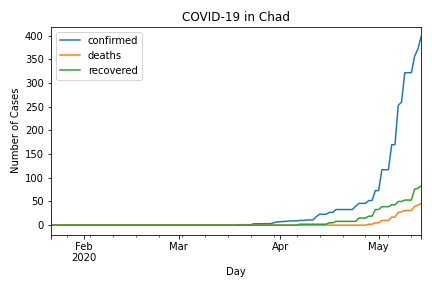 COVID-19 in Chad
confirmed
deaths
recovered
Number of Cases
400
350
300
250
200
150
100
50
0
Feb
2020
Mar
Apr
May
Day